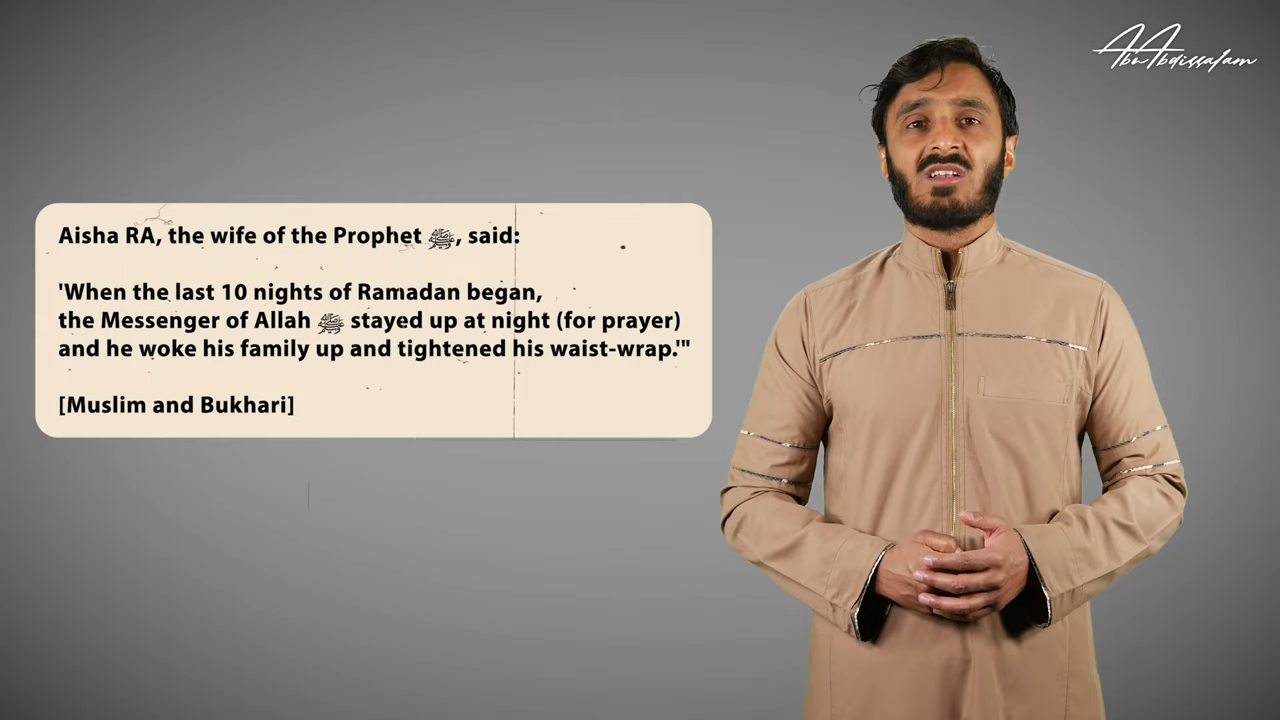 Aisha RA, the wife of the Prophet ﷺ, said:
'When the last 10 nights of Ramadan began,
the Messenger of Allah ﷺ stayed up at night (for prayer)
and he woke his family up and tightened his waist-wrap.'"
[Muslim and Bukhari]
AbuAbdissalam